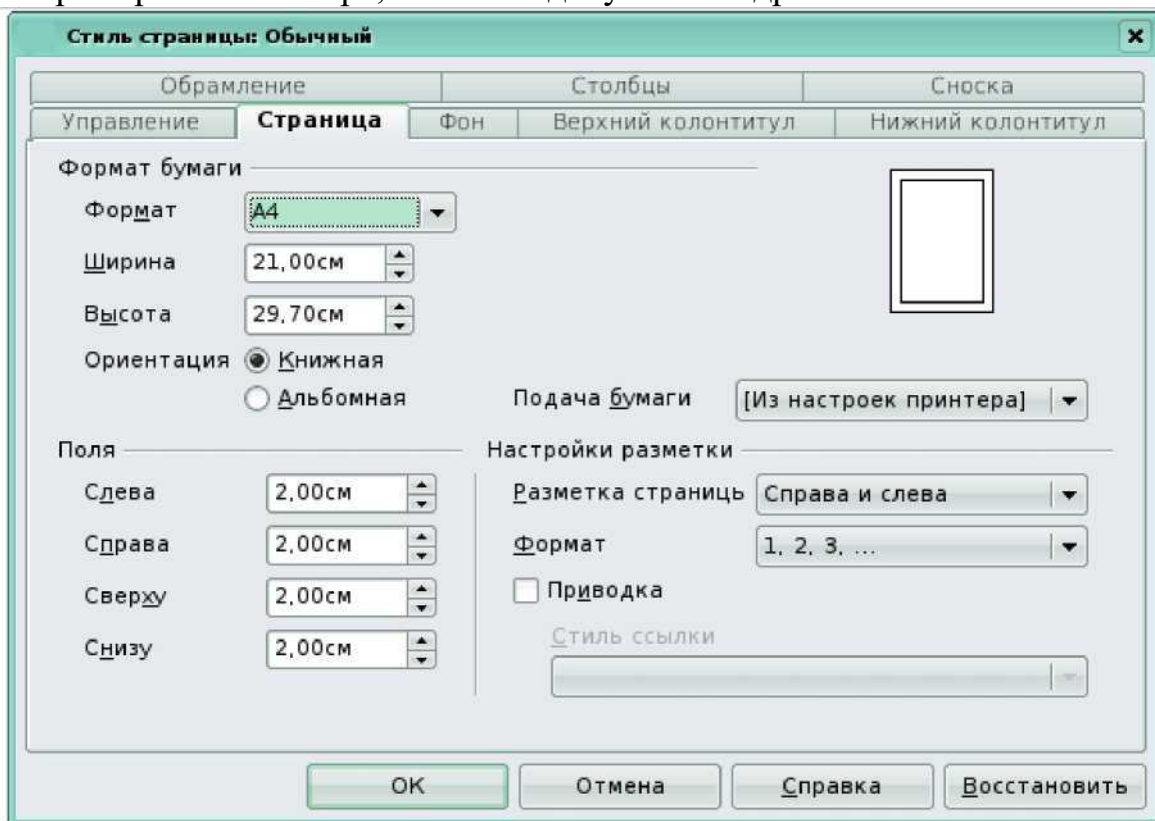 Стиль страницы: Обычный
Обрамление Столбцы Сноска
Управление Страница Фон Верхний колонтитул Нижний колонтитул
Формат бумаги
Формат A4
Ширина 21,00см
Высота 29,70см
Ориентация Книжная
Альбомная Подача бумаги [Из настроек принтера]
Поля Настройки разметки
Слева 2,00см Разметка страниць Справа и слева
Справа 2,00см Формат 1, 2, 3, ...
Сверху 2,00см Приводка
Снизу 2,00см Стиль ссылки
OK Отмена Справка Восстановить